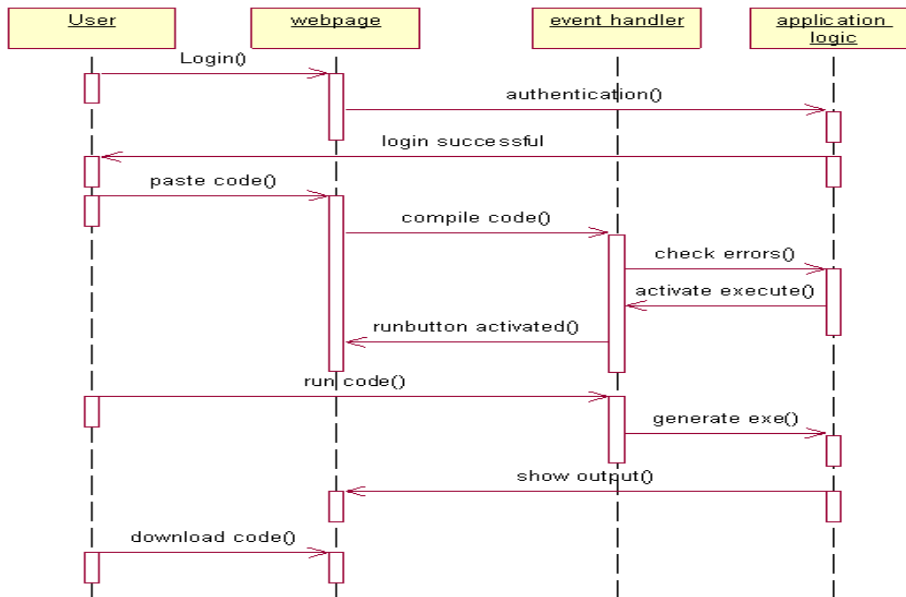 User
webpage
event handler
application
logic
Login()
authentication()
login successful
paste code()
compile code()
check errors()
activate execute()
runbutton activated()
run code()
generate exe()
show output()
download code()